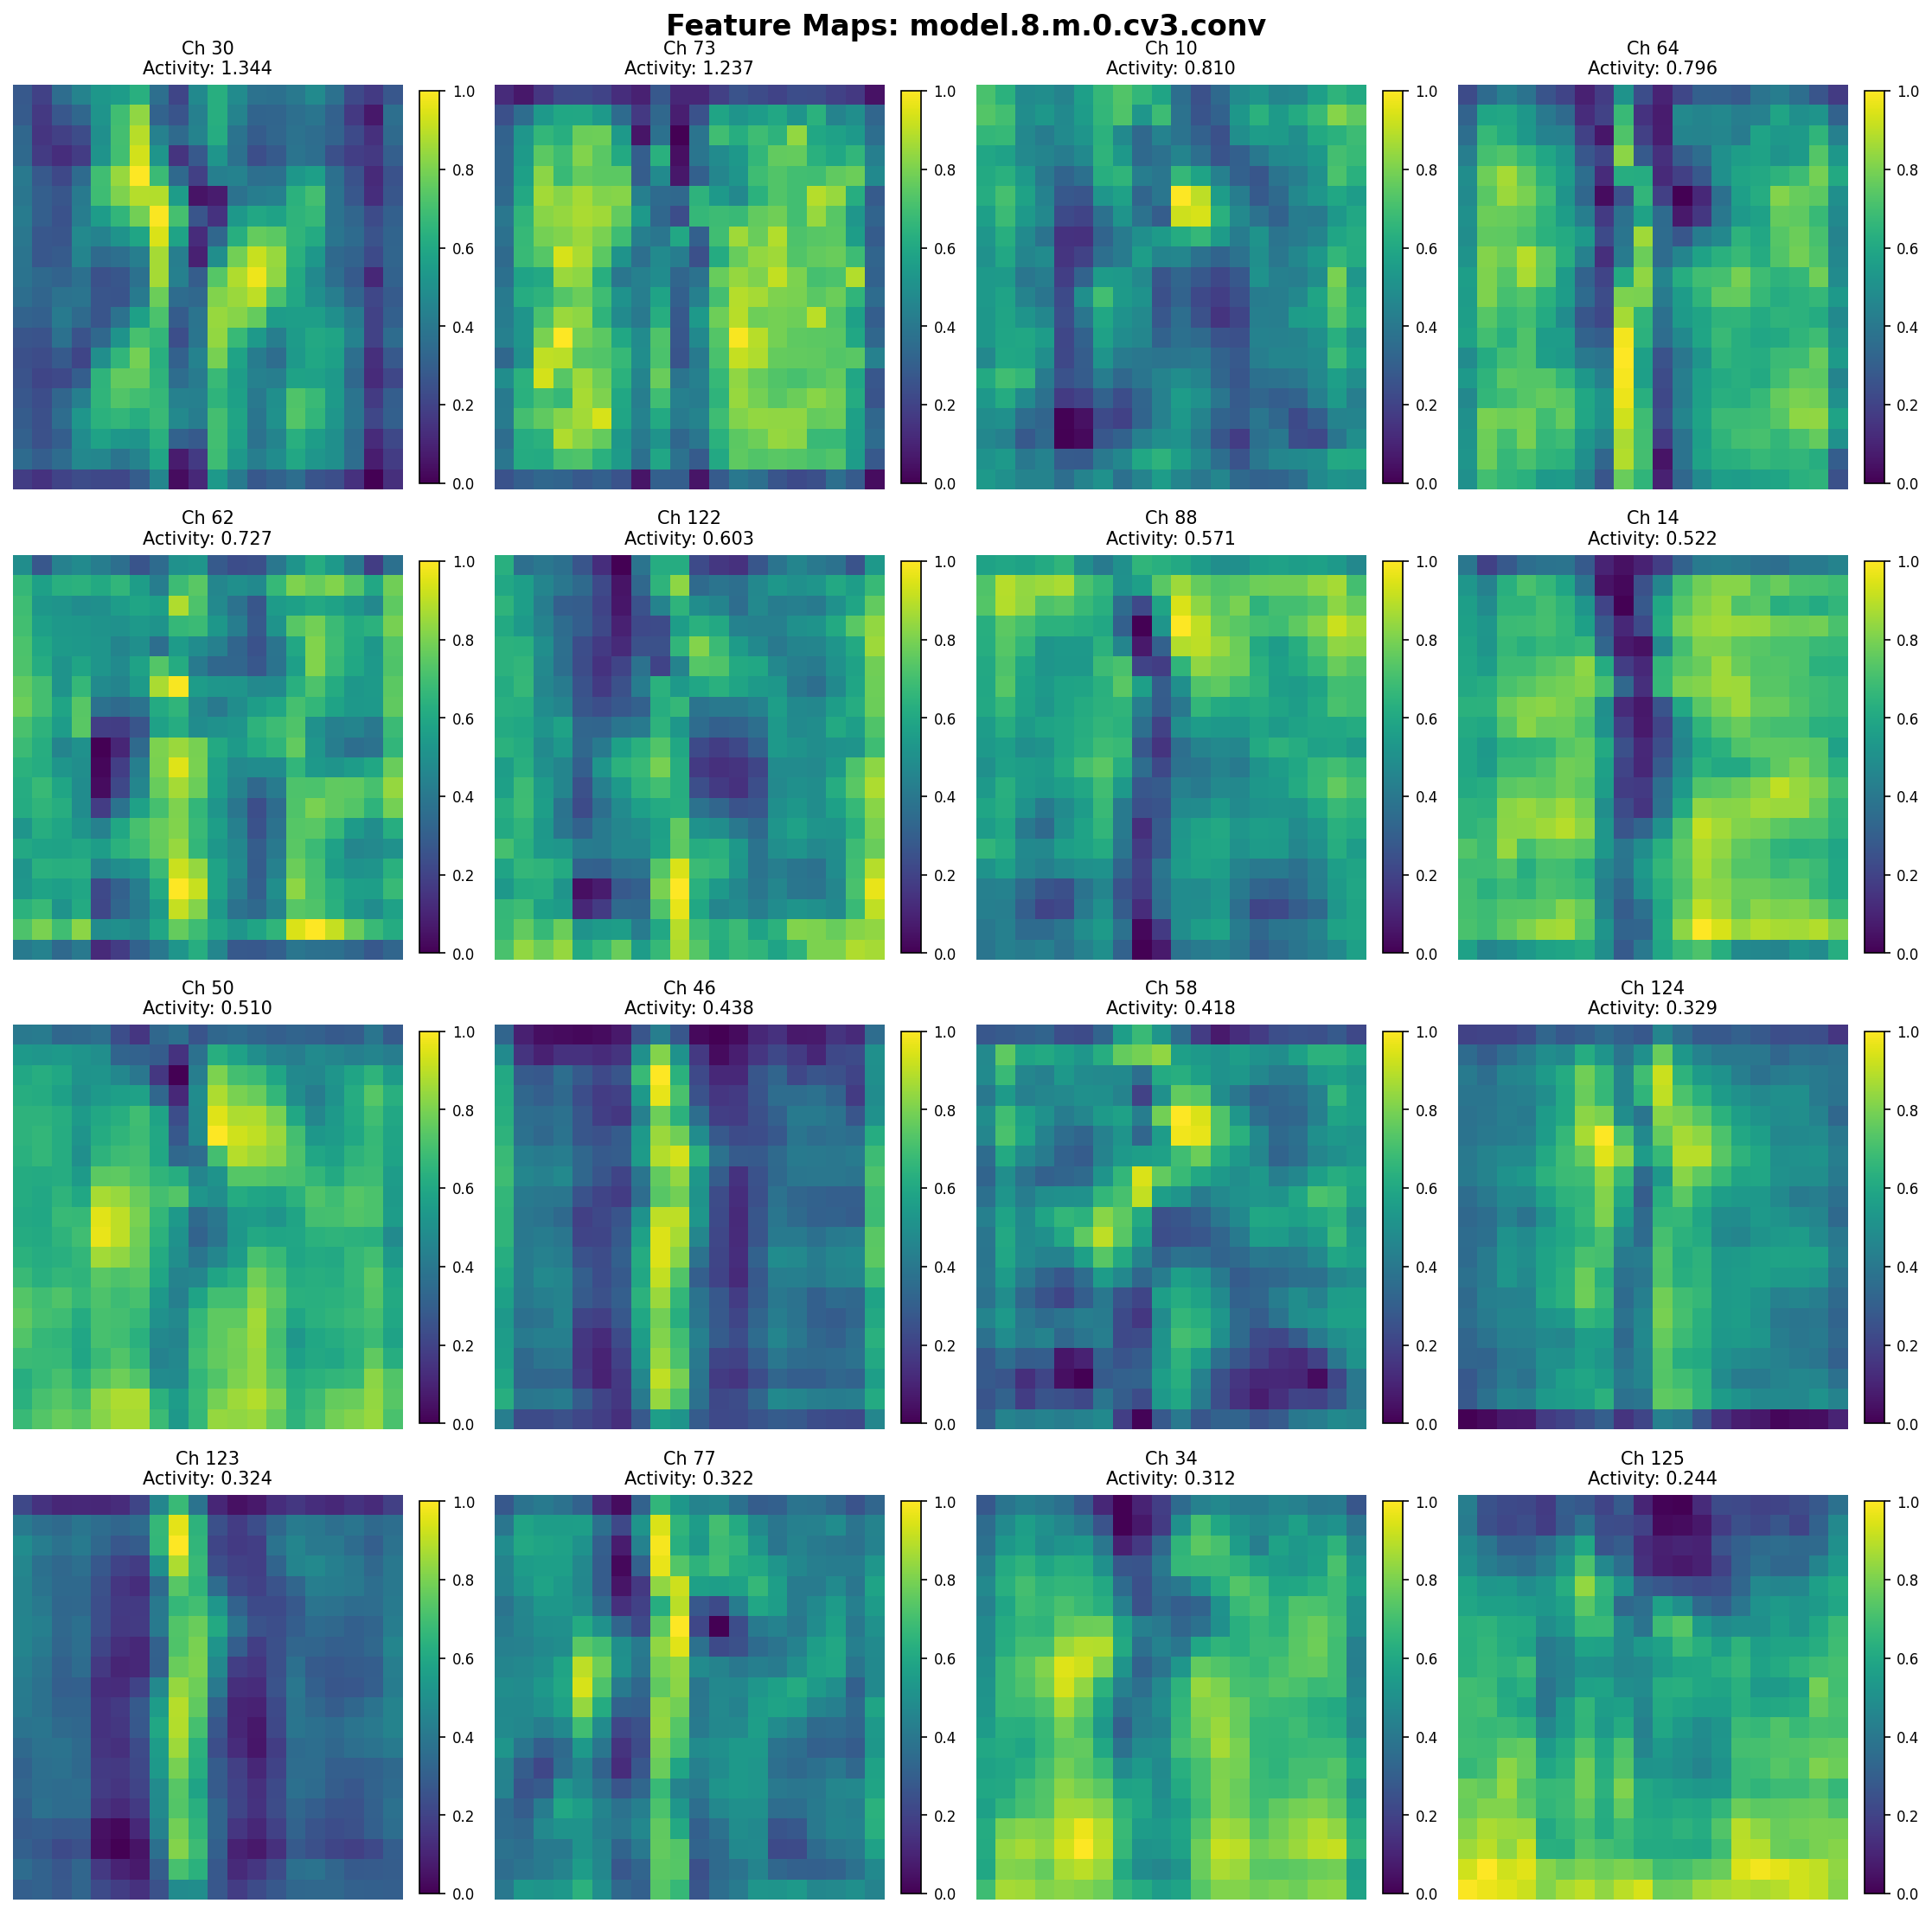 Feature Maps: model.8.m.0.cv3.conv
Ch 30
Activity: 1.344
1.0
0.8
0.6
0.4
0.2
0.0
Ch 73
Activity: 1.237
1.0
0.8
0.6
0.4
0.2
0.0
Ch 10
Activity: 0.810
1.0
0.8
0.6
0.4
0.2
0.0
Ch 64
Activity: 0.796
1.0
0.8
0.6
0.4
0.2
0.0
Ch 62
Activity: 0.727
1.0
0.8
0.6
0.4
0.2
0.0
Ch 122
Activity: 0.603
1.0
0.8
0.6
0.4
0.2
0.0
Ch 88
Activity: 0.571
1.0
0.8
0.6
0.4
0.2
0.0
Ch 14
Activity: 0.522
1.0
0.8
0.6
0.4
0.2
0.0
Ch 50
Activity: 0.510
1.0
0.8
0.6
0.4
0.2
0.0
Ch 46
Activity: 0.438
1.0
0.8
0.6
0.4
0.2
0.0
Ch 58
Activity: 0.418
1.0
0.8
0.6
0.4
0.2
0.0
Ch 124
Activity: 0.329
1.0
0.8
0.6
0.4
0.2
0.0
Ch 123
Activity: 0.324
1.0
0.8
0.6
0.4
0.2
0.0
Ch 77
Activity: 0.322
1.0
0.8
0.6
0.4
0.2
0.0
Ch 34
Activity: 0.312
1.0
0.8
0.6
0.4
0.2
0.0
Ch 125
Activity: 0.244
1.0
0.8
0.6
0.4
0.2
0.0